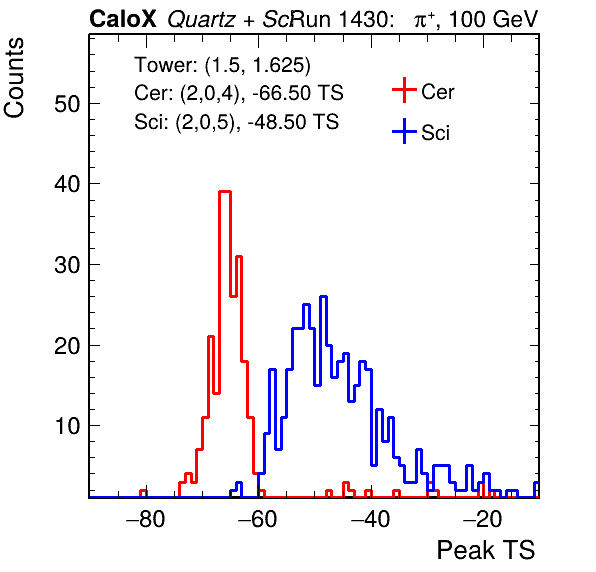 CaloX Quartz + ScRun 1430: π⁺, 100 GeV
Counts
Tower: (1.5, 1.625)
Cer: (2,0,4), -66.50 TS
Sci: (2,0,5), -48.50 TS
Cer
Sci
50
40
30
20
10
−80 −60 −40 −20
Peak TS